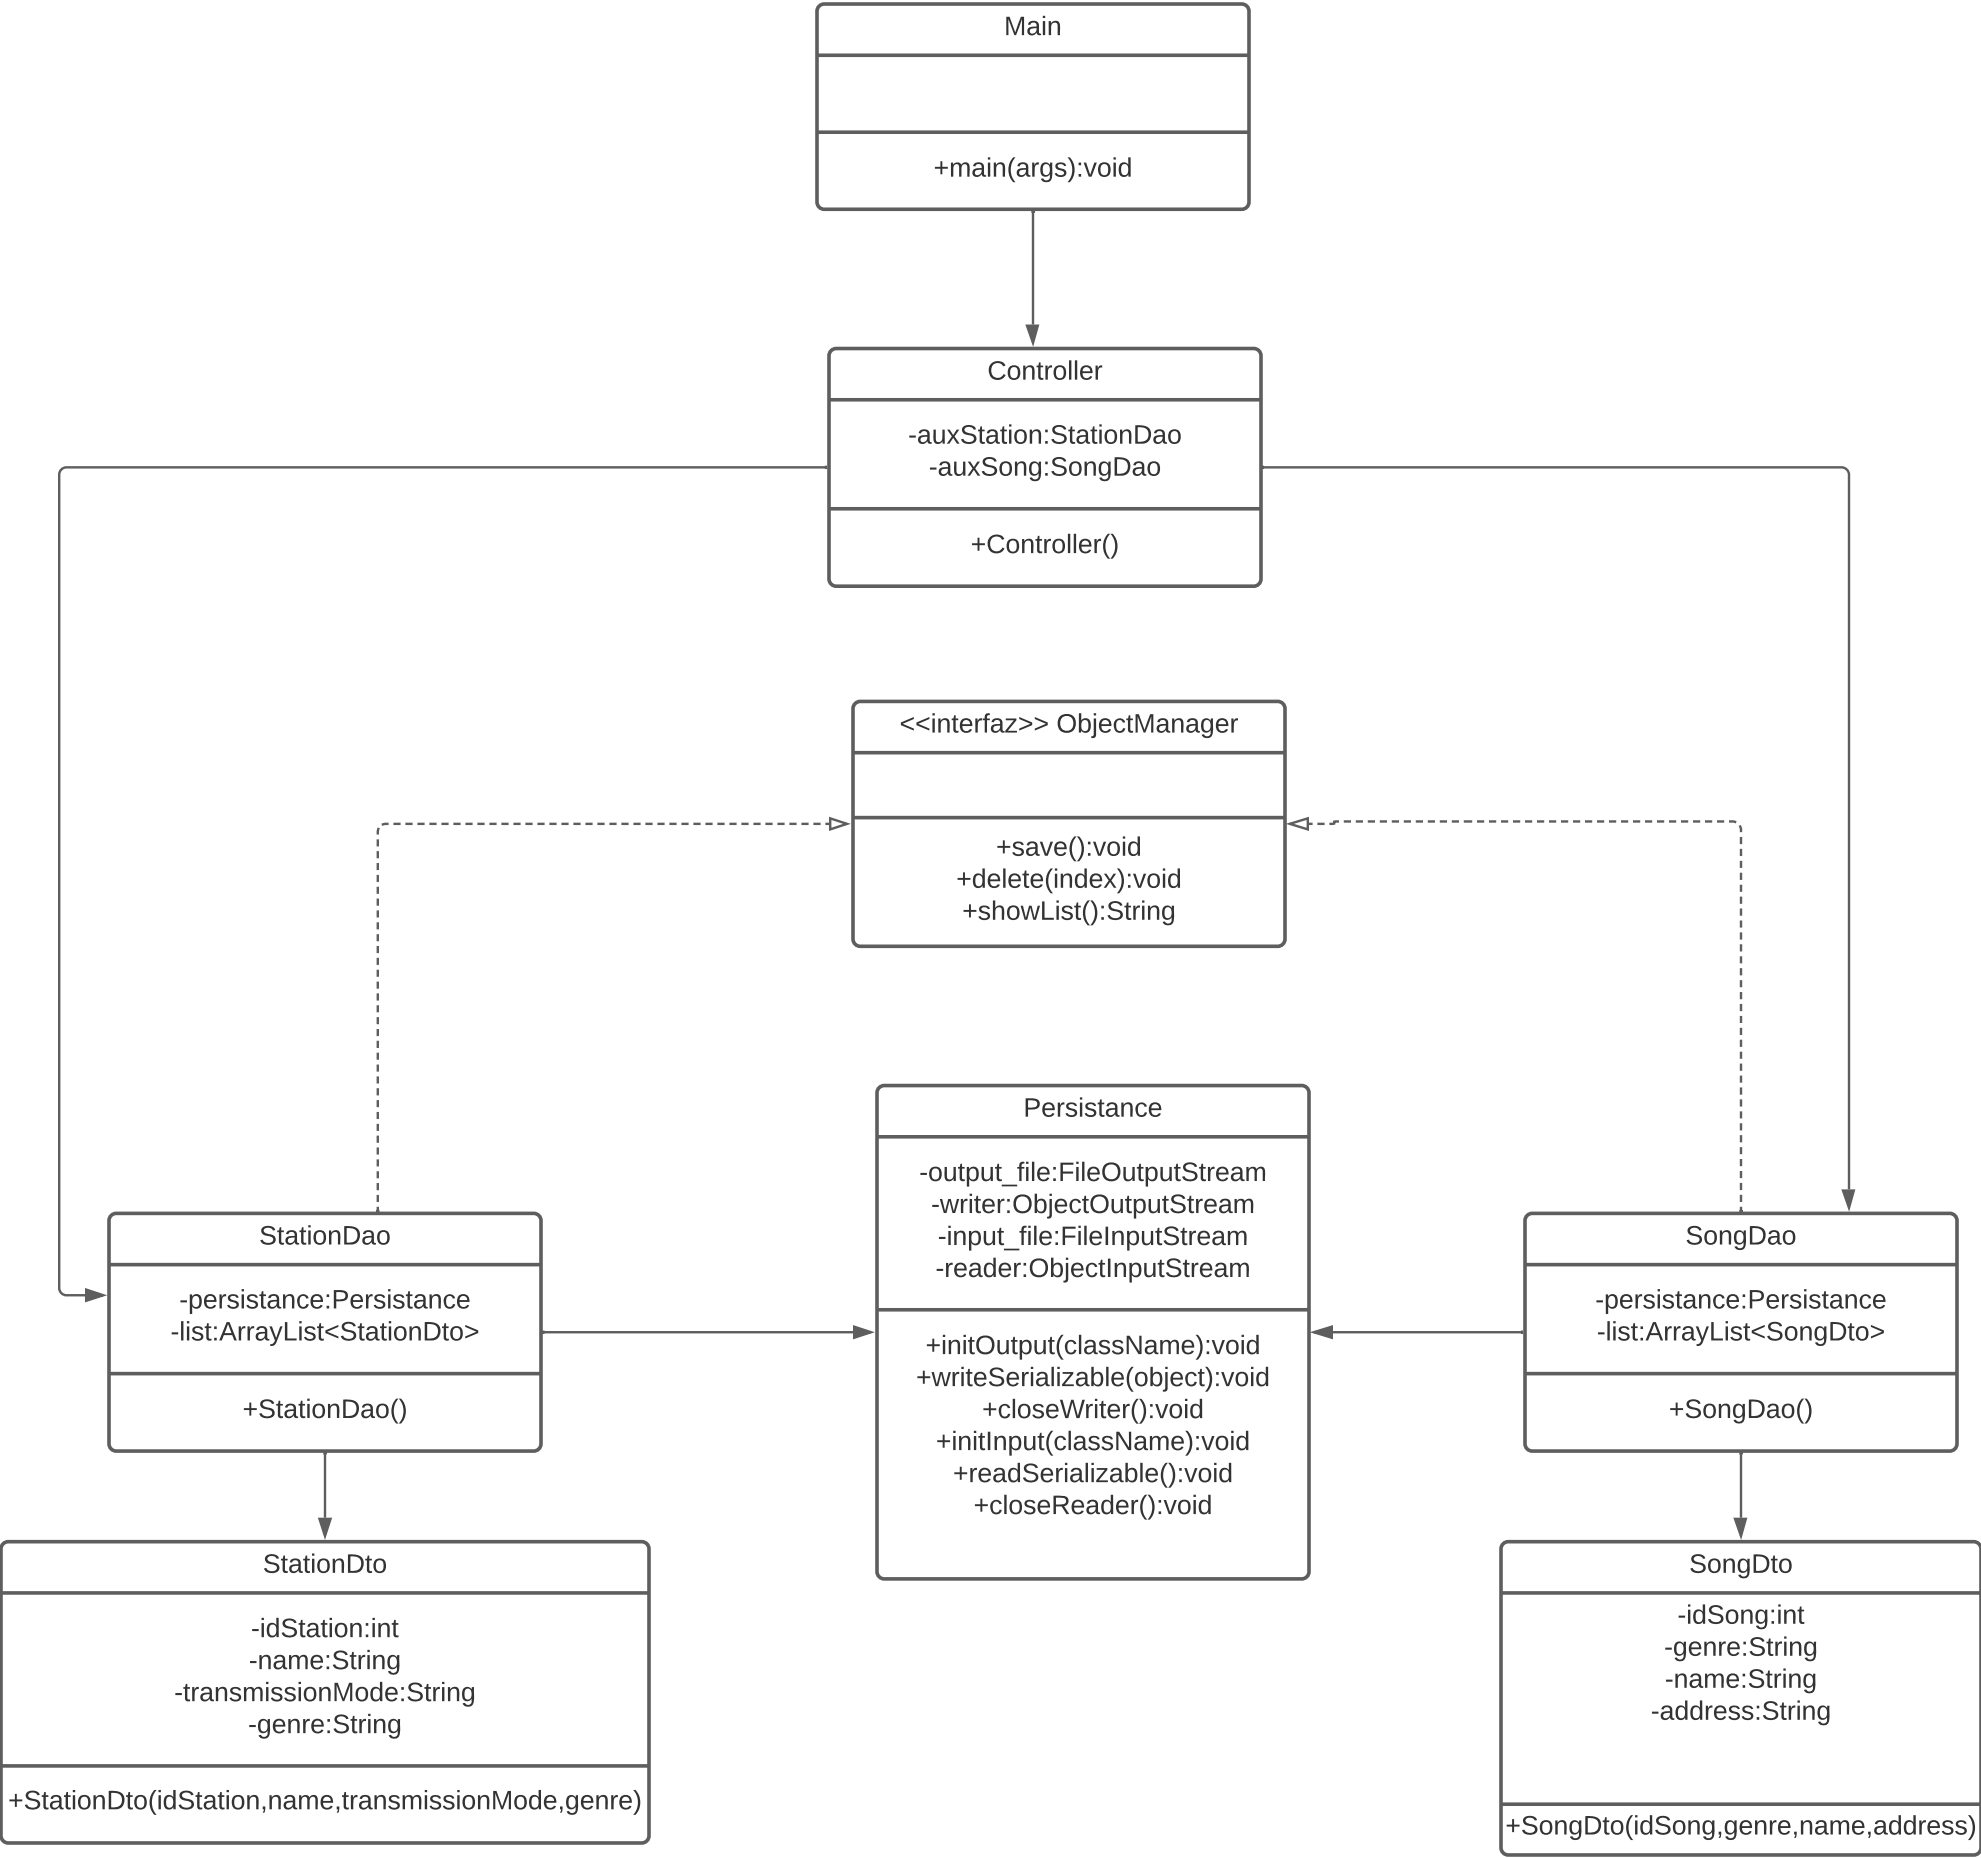 Main
+main(args):void
Controller
-auxStation:StationDao
-auxSong:SongDao
+Controller()
<<interfaz>> ObjectManager
+save():void
+delete(index):void
+showList():String
Persistance
-output_file:FileOutputStream
-writer:ObjectOutputStream
-input_file:FileInputStream
-reader:ObjectInputStream
+initOutput(className):void
+writeSerializable(object):void
+closeWriter():void
+initInput(className):void
+readSerializable():void
+closeReader():void
StationDao
-persistance:Persistance
-list:ArrayList<StationDto>
+StationDao()
SongDao
-persistance:Persistance
-list:ArrayList<SongDto>
+SongDao()
StationDto
-idStation:int
-name:String
-transmissionMode:String
-genre:String
+StationDto(idStation,name,transmissionMode,genre)
SongDto
-idSong:int
-genre:String
-name:String
-address:String
+SongDto(idSong,genre,name,address)